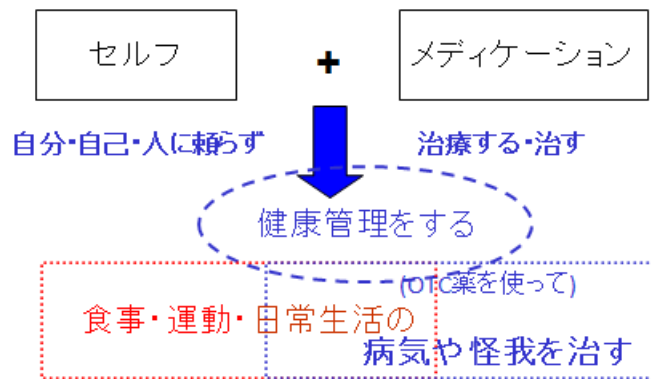 セルフ + メディケーション
自分・自己・人に頼らず 治療する・治す
健康管理をする
(OTC薬を使って)
食事・運動・日常生活の
病気や怪我を治す